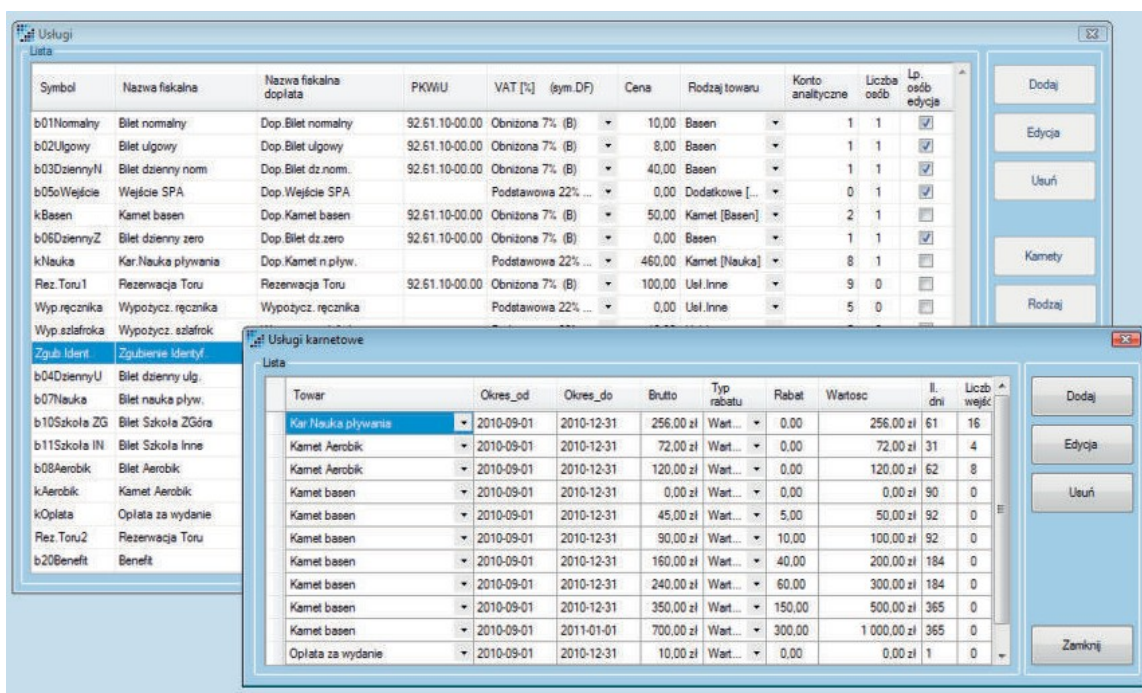 Usługi
Lista
Symbol Nazwa fiskalna Nazwa fiskalna dopłata PKWiU VAT [%] (sym.DF) Cena Rodzaj towaru Konto analityczne Liczba osób Lp. osób edycja
b01Normalny Bilet normalny Dop.Bilet normalny 92.61.10-00.00 Obniżona 7% (B) 10,00 Basen 1 1
b02Ulgowy Bilet ulgowy Dop.Bilet ulgowy 92.61.10-00.00 Obniżona 7% (B) 8,00 Basen 1 1
b03DziennyN Bilet dzienny norm Dop.Bilet dz.norm. 92.61.10-00.00 Obniżona 7% (B) 40,00 Basen 1 1
b05oWejście Wejście SPA Dop.Wejście SPA Podstawowa 22% ... 0,00 Dodatkowe [... 0 1
kBasen Karnet basen Dop.Karnet basen 92.61.10-00.00 Obniżona 7% (B) 50,00 Karnet [Basen] 2 1
b06DziennyZ Bilet dzienny zero Dop.Bilet dz.zero 92.61.10-00.00 Obniżona 7% (B) 0,00 Basen 1 1
kNauka Kar.Nauka pływania Dop.Karnet n.pływ. Podstawowa 22% ... 460,00 Karnet [Nauka] 8 1
Rez.Toru1 Rezerwacja Toru Rezerwacja Toru 92.61.10-00.00 Obniżona 7% (B) 100,00 Usł.Inne 9 0
Wyp.ręcznika Wypożycz. ręcznika Wypożycz. ręcznika Podstawowa 22% ... 0,00 Usł.Inne 5 0
Wyp.szlafroka Wypożycz. szlafrok
Zgub.Ident Zgubienie Identyf.
b04DziennyU Bilet dzienny ulg.
b07Nauka Bilet nauka pływ.
b10Szkoła ZG Bilet Szkoła ZGóra
b11Szkoła IN Bilet Szkoła Inne
b08Aerobik Bilet Aerobik
kAerobik Karnet Aerobik
kOplata Opłata za wydanie
Rez.Toru2 Rezerwacja Toru
b20Benefit Benefit
Dodaj
Edycja
Usuń
Karnety
Rodzaj
Usługi karnetowe
Lista
Towar Okres_od Okres_do Brutto Typ rabatu Rabat Wartosc Il. dni Liczb wejść
Kar.Nauka pływania 2010-09-01 2010-12-31 256,00 zł Wart... 0,00 256,00 zł 61 16
Karnet Aerobik 2010-09-01 2010-12-31 72,00 zł Wart... 0,00 72,00 zł 31 4
Karnet Aerobik 2010-09-01 2010-12-31 120,00 zł Wart... 0,00 120,00 zł 62 8
Karnet basen 2010-09-01 2010-12-31 0,00 zł Wart... 0,00 0,00 zł 90 0
Karnet basen 2010-09-01 2010-12-31 45,00 zł Wart... 5,00 50,00 zł 92 0
Karnet basen 2010-09-01 2010-12-31 90,00 zł Wart... 10,00 100,00 zł 92 0
Karnet basen 2010-09-01 2010-12-31 160,00 zł Wart... 40,00 200,00 zł 184 0
Karnet basen 2010-09-01 2010-12-31 240,00 zł Wart... 60,00 300,00 zł 184 0
Karnet basen 2010-09-01 2010-12-31 350,00 zł Wart... 150,00 500,00 zł 365 0
Karnet basen 2010-09-01 2011-01-01 700,00 zł Wart... 300,00 1 000,00 zł 365 0
Opłata za wydanie 2010-09-01 2010-12-31 10,00 zł Wart... 0,00 0,00 zł 1 0
Dodaj
Edycja
Usuń
Zamknij